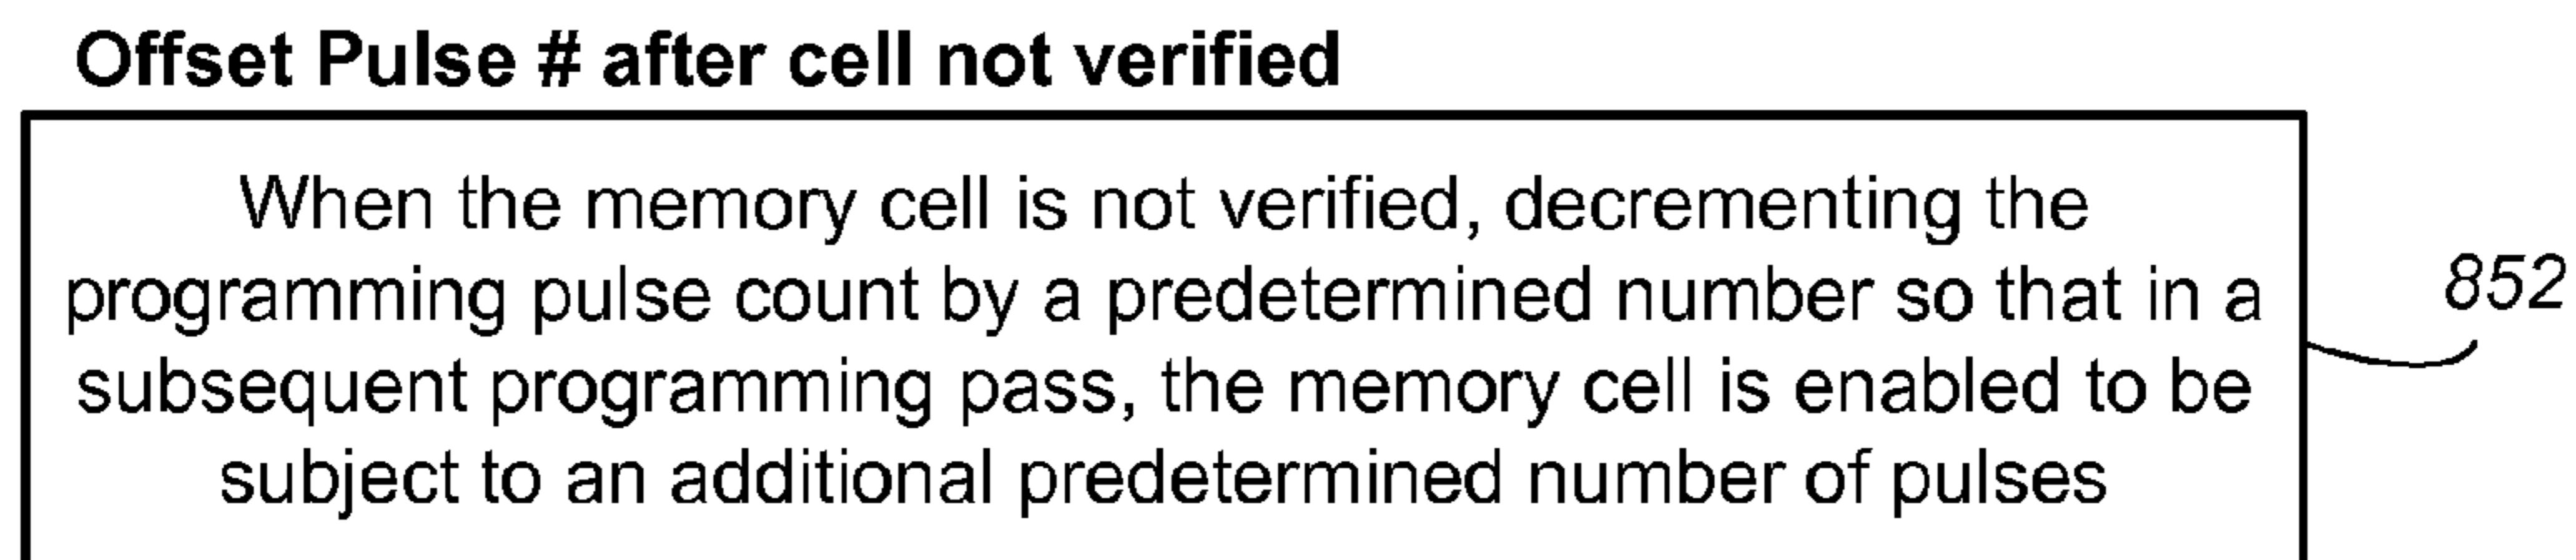 Offset Pulse # after cell not verified
When the memory cell is not verified, decrementing the
programming pulse count by a predetermined number so that in a
subsequent programming pass, the memory cell is enabled to be
subject to an additional predetermined number of pulses
852